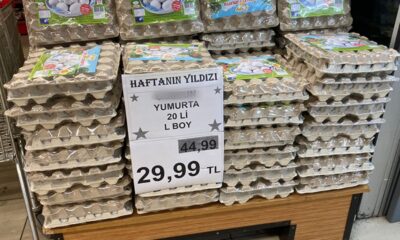 HAFTANIN YILDIZI
YUMURTA
20 Lİ
L BOY
44,99
29,99 TL